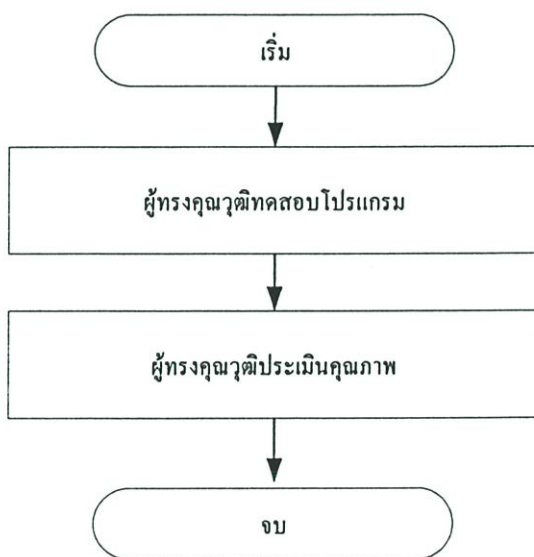 เริ่ม
ผู้ทรงคุณวุฒิทดสอบโปรแกรม
ผู้ทรงคุณวุฒิประเมินคุณภาพ
จบ